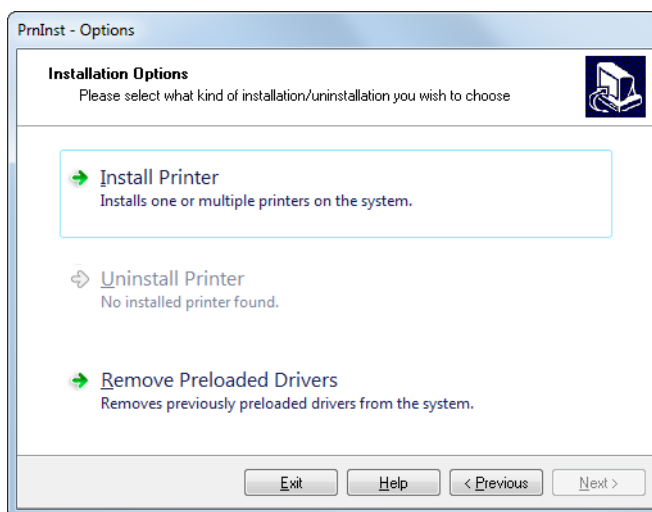 PrnInst - Options
Installation Options
Please select what kind of installation/uninstallation you wish to choose
Install Printer
Installs one or multiple printers on the system.
Uninstall Printer
No installed printer found.
Remove Preloaded Drivers
Removes previously preloaded drivers from the system.
Exit Help < Previous Next >